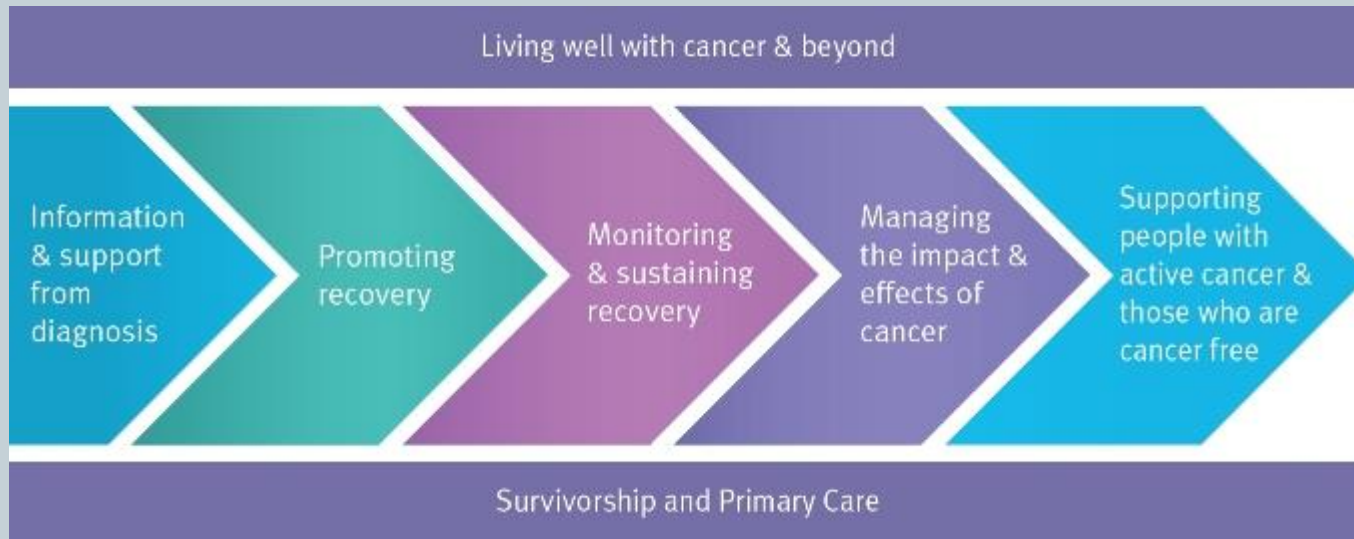 Living well with cancer & beyond
Information
& support
from
diagnosis
Promoting
recovery
Monitoring
& sustaining
recovery
Managing
the impact &
effects of
cancer
Supporting
people with
active cancer &
those who are
cancer free
Survivorship and Primary Care